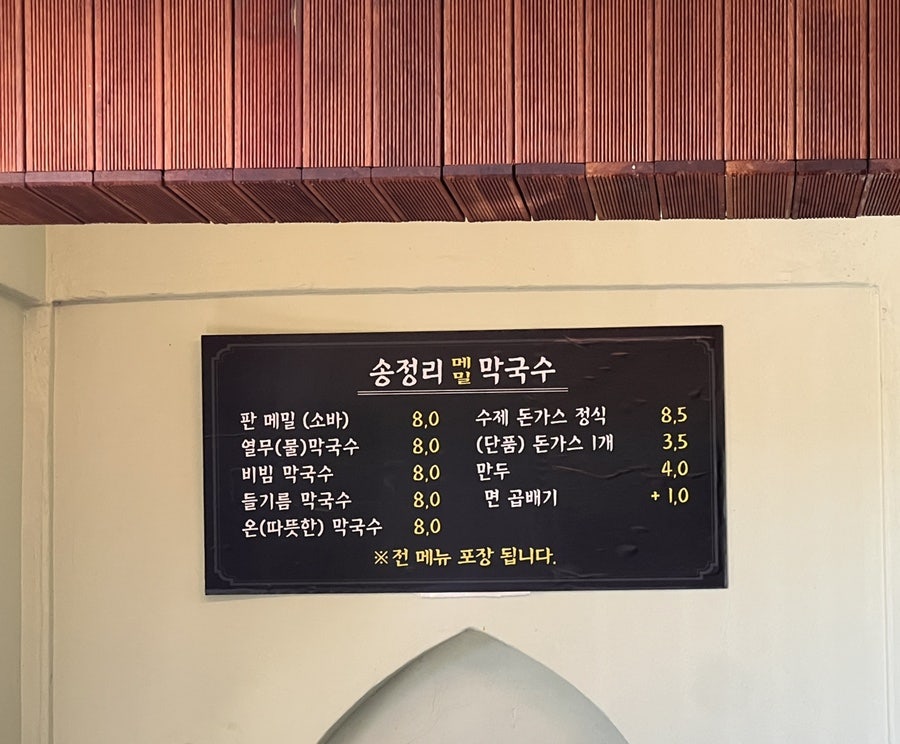 송정리 메밀 막국수
판 메밀 (소바) 8,0
열무(물)막국수 8,0
비빔 막국수 8,0
들기름 막국수 8,0
온(따뜻한) 막국수 8,0
수제 돈가스 정식 8,5
(단품) 돈가스 1개 3,5
만두 4,0
면 곱배기 +1,0
※전 메뉴 포장 됩니다.